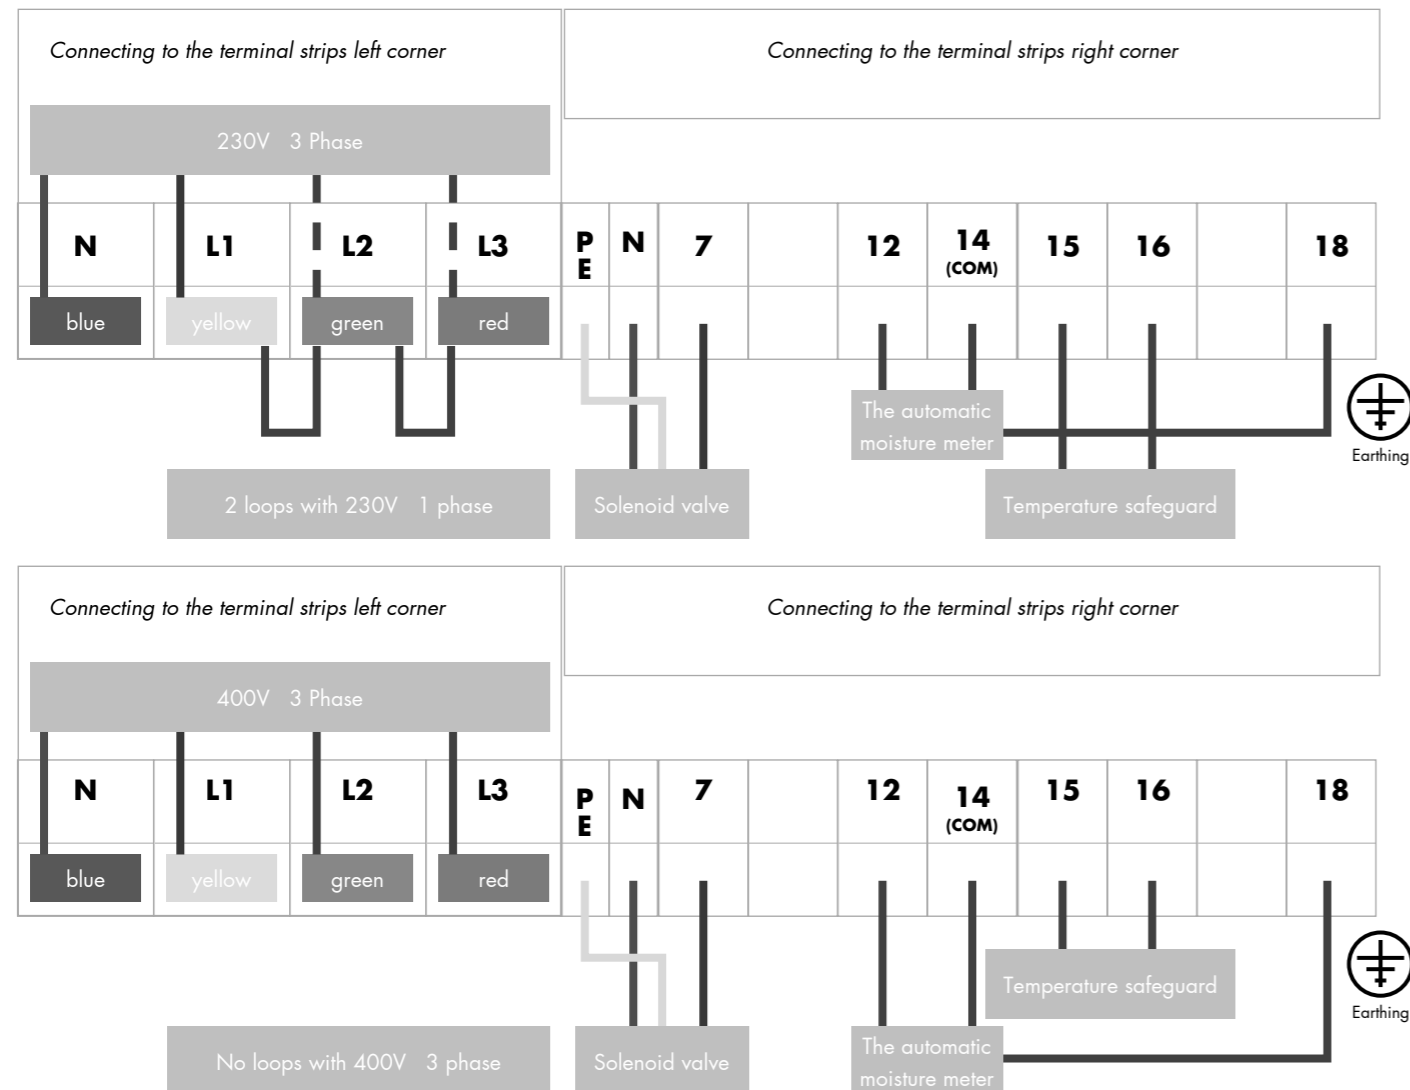 Connecting to the terminal strips left corner
Connecting to the terminal strips right corner
230V 3 Phase
N L1 L2 L3 P E N 7 12 14 (COM) 15 16 18
blue yellow green red
The automatic
moisture meter
Earthing
2 loops with 230V 1 phase
Solenoid valve
Temperature safeguard
Connecting to the terminal strips left corner
Connecting to the terminal strips right corner
400V 3 Phase
N L1 L2 L3 P E N 7 12 14 (COM) 15 16 18
blue yellow green red
Temperature safeguard
Earthing
No loops with 400V 3 phase
Solenoid valve
The automatic
moisture meter